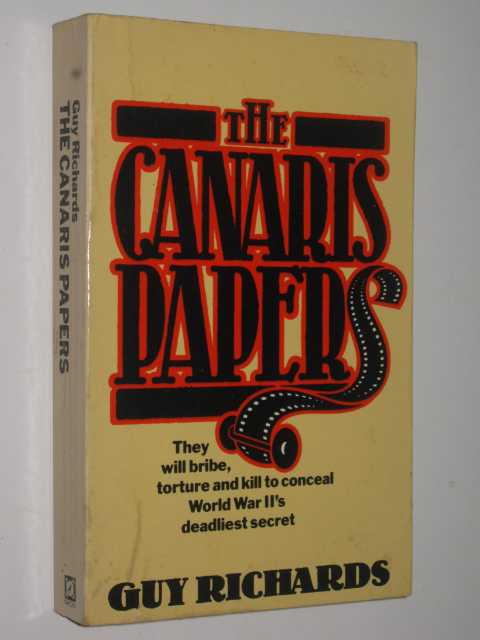 THE
CANARIS
PAPERS
They
will bribe,
torture and kill to conceal
World War II's
deadliest secret
GUY RICHARDS
Guy Richards
THE CANARIS PAPERS